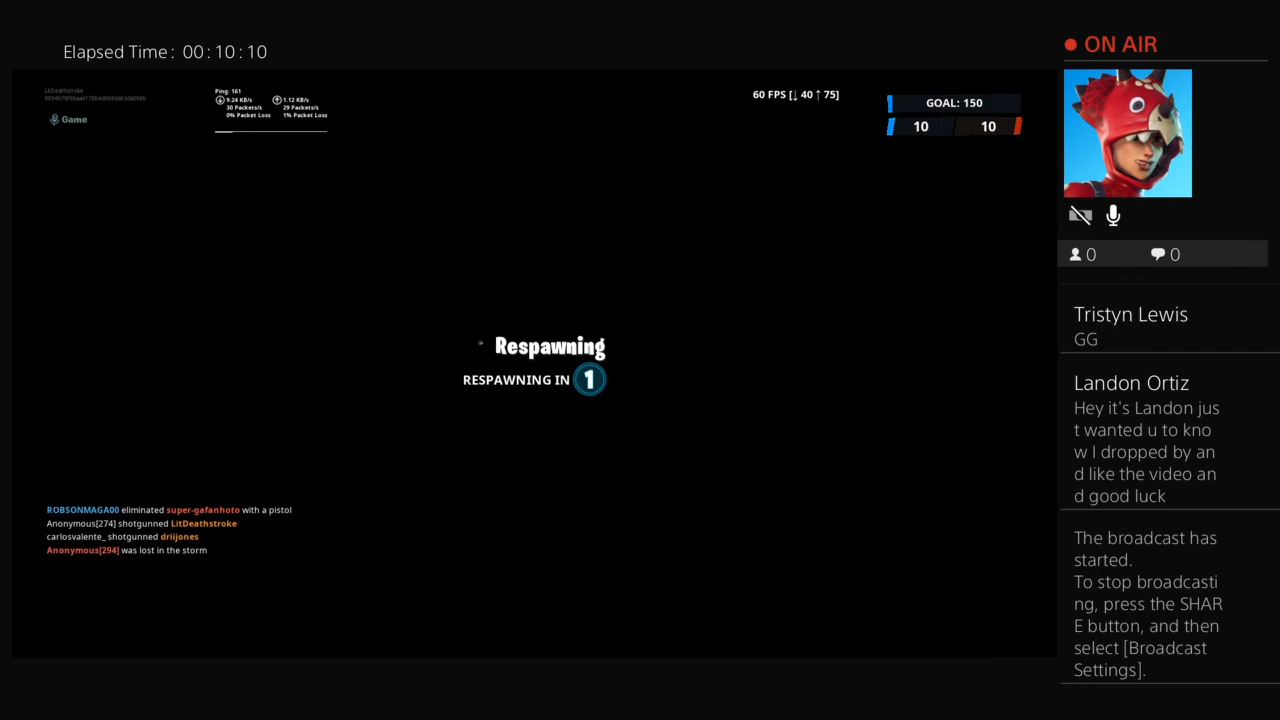 Elapsed Time: 00:10:10
ON AIR
LitDeathstroke
Game
Ping: 161
9.24 KB/s 1.12 KB/s
30 Packets/s 29 Packets/s
0% Packet Loss 1% Packet Loss
60 FPS [↓ 40 ↑ 75]
GOAL: 150
10 10
0 0
Respawning
RESPAWNING IN 1
ROBSONMAGA00 eliminated super-gafanhoto with a pistol
Anonymous[274] shotgunned LitDeathstroke
carlosvalente_ shotgunned driijones
Anonymous[294] was lost in the storm
Tristyn Lewis
GG
Landon Ortiz
Hey it's Landon jus
t wanted u to kno
w I dropped by an
d like the video an
d good luck
The broadcast has
started.
To stop broadcasti
ng, press the SHAR
E button, and then
select [Broadcast
Settings].